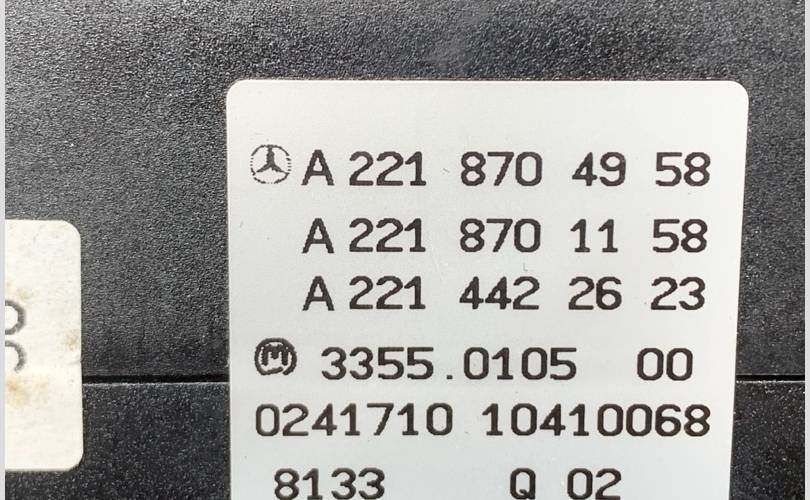 A 221 870 49 58
A 221 870 11 58
A 221 442 26 23
3355.0105 00
0241710 10410068
8133 Q 02